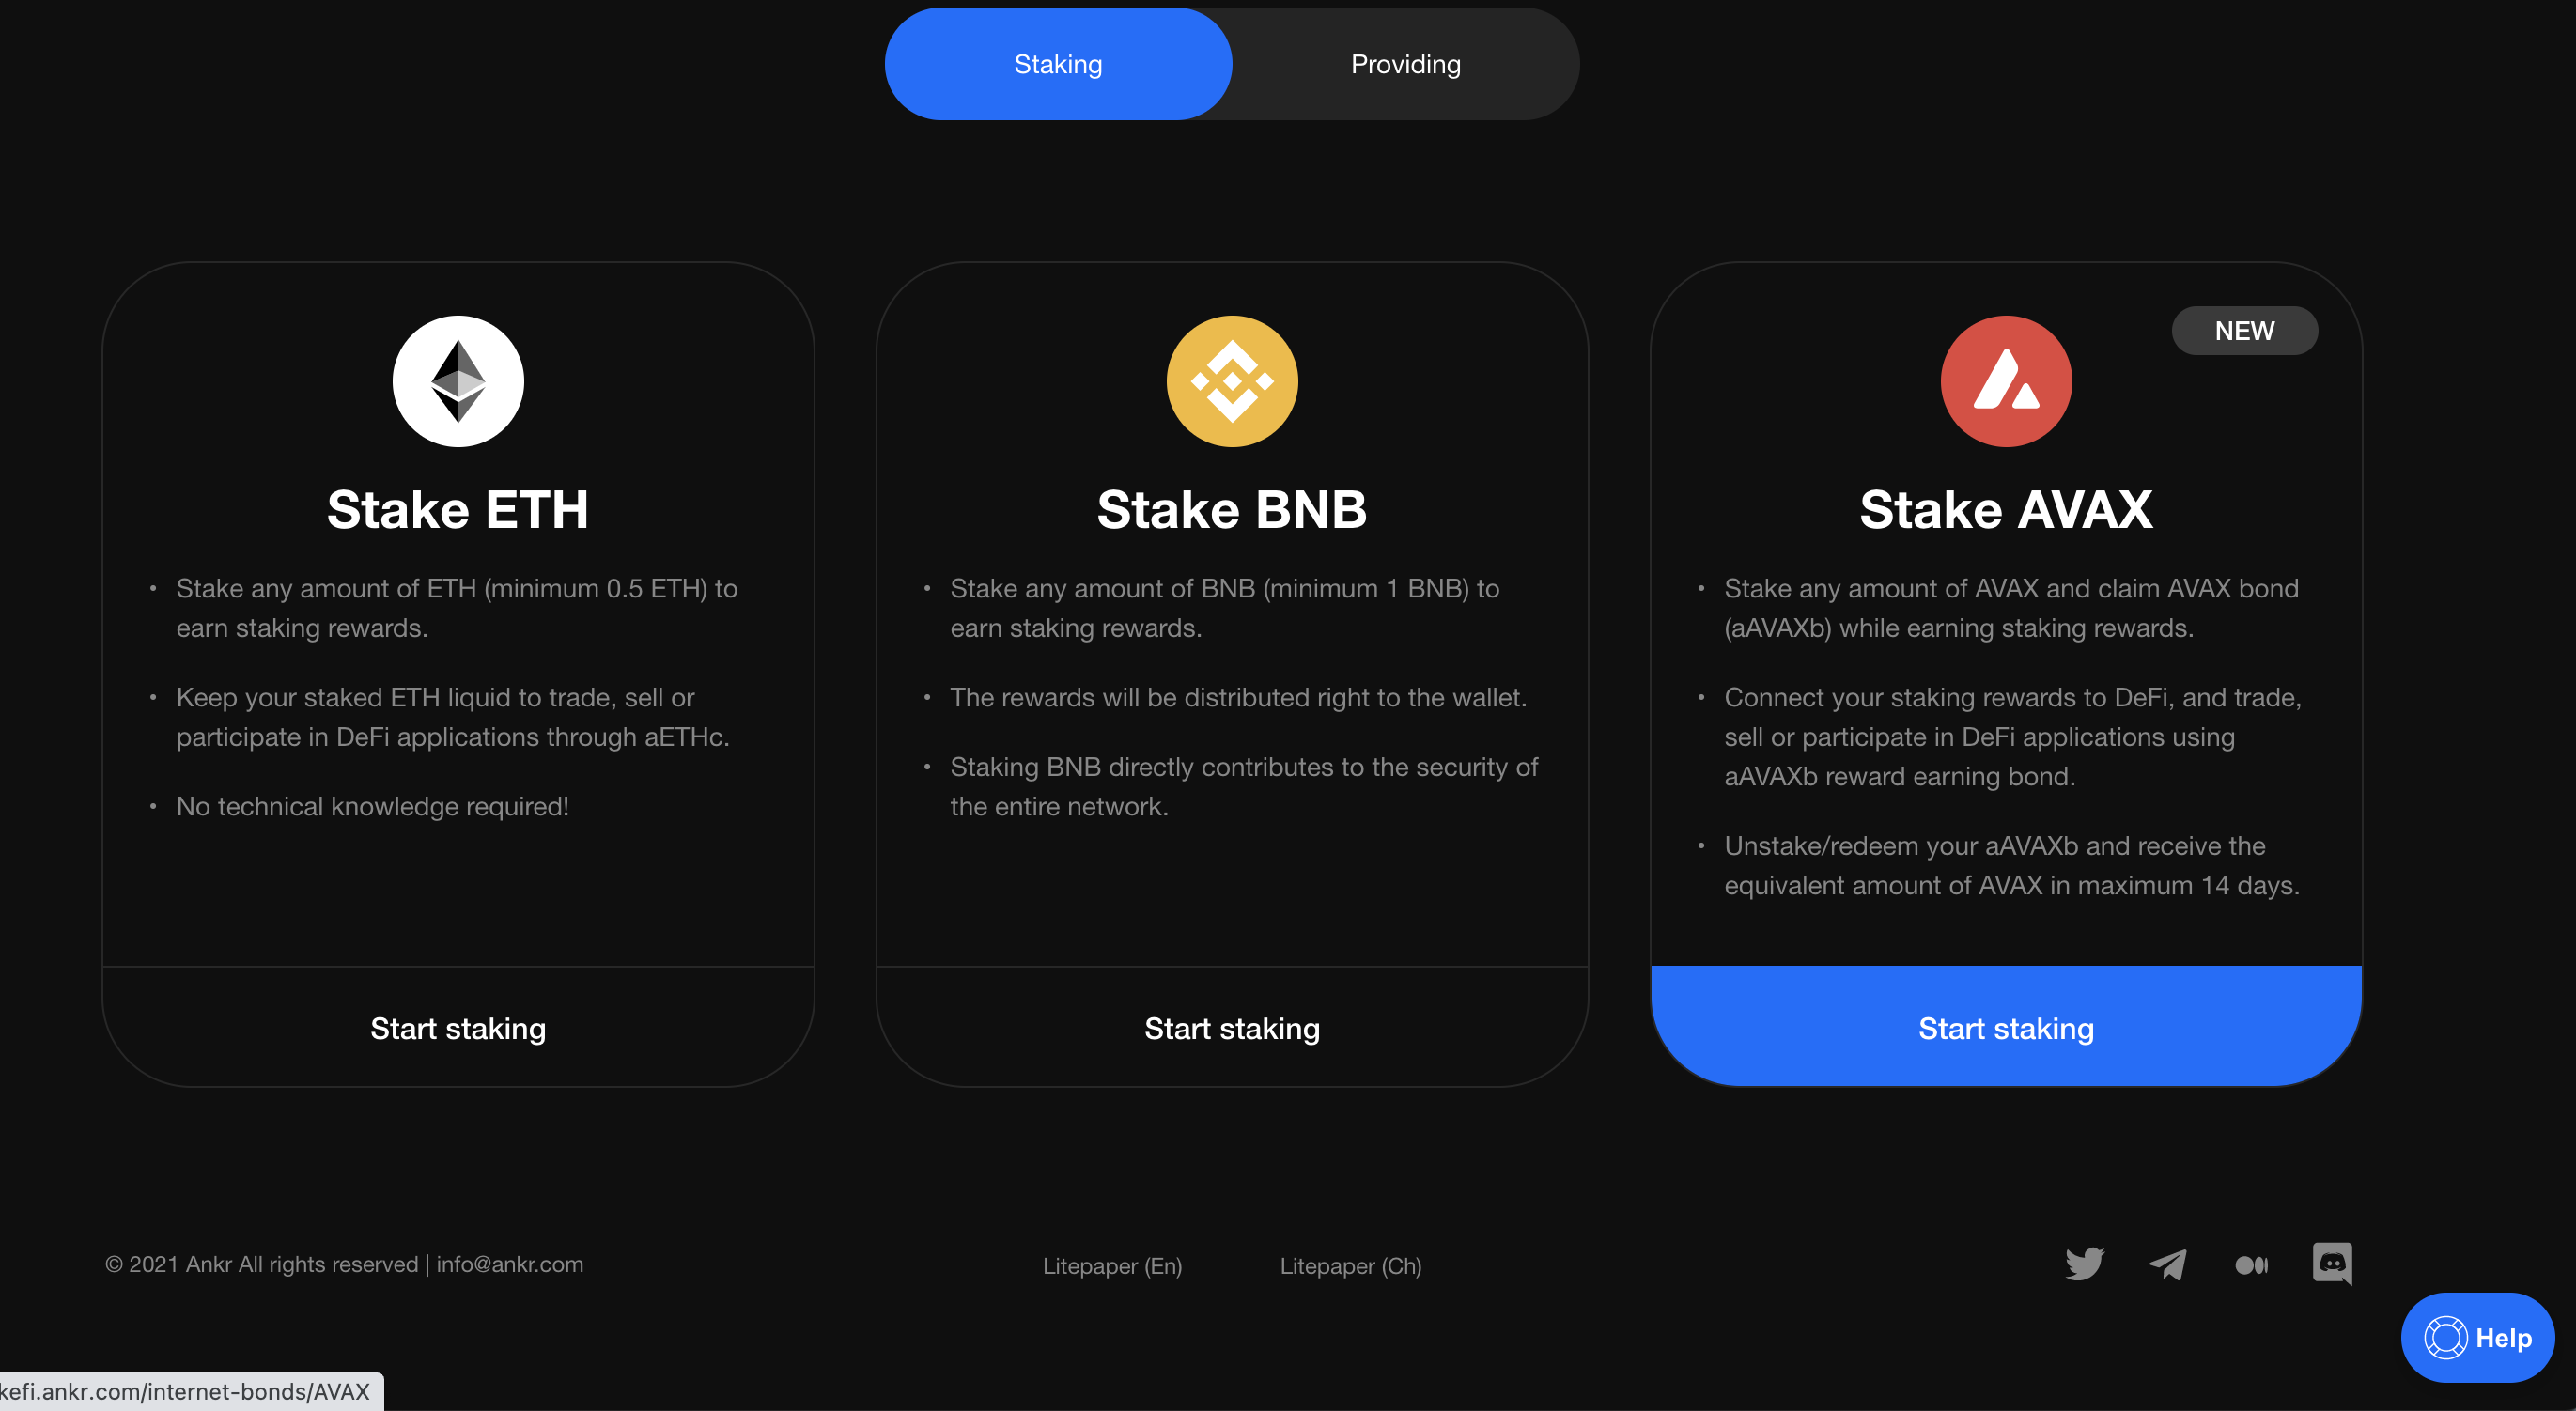 Staking
Providing
Stake ETH
• Stake any amount of ETH (minimum 0.5 ETH) to
earn staking rewards.
• Keep your staked ETH liquid to trade, sell or
participate in DeFi applications through aETHc.
• No technical knowledge required!
Start staking
Stake BNB
• Stake any amount of BNB (minimum 1 BNB) to
earn staking rewards.
• The rewards will be distributed right to the wallet.
• Staking BNB directly contributes to the security of
the entire network.
Start staking
NEW
Stake AVAX
• Stake any amount of AVAX and claim AVAX bond
(aAVAXb) while earning staking rewards.
• Connect your staking rewards to DeFi, and trade,
sell or participate in DeFi applications using
aAVAXb reward earning bond.
• Unstake/redeem your aAVAXb and receive the
equivalent amount of AVAX in maximum 14 days.
Start staking
© 2021 Ankr All rights reserved | info@ankr.com
Litepaper (En)
Litepaper (Ch)
Help
kefi.ankr.com/internet-bonds/AVAX